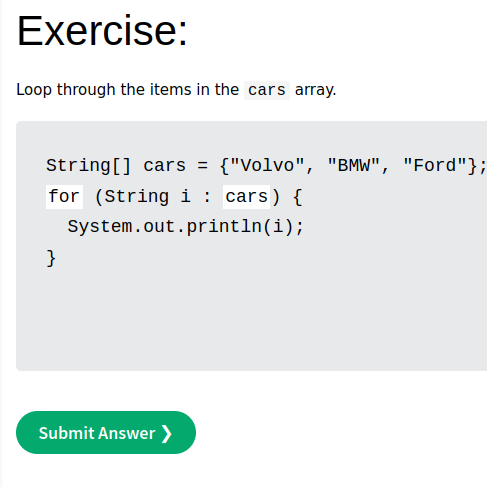 Exercise:
Loop through the items in the cars array.
String[] cars = {"Volvo", "BMW", "Ford"};
for (String i : cars) {
  System.out.println(i);
}
Submit Answer ❯